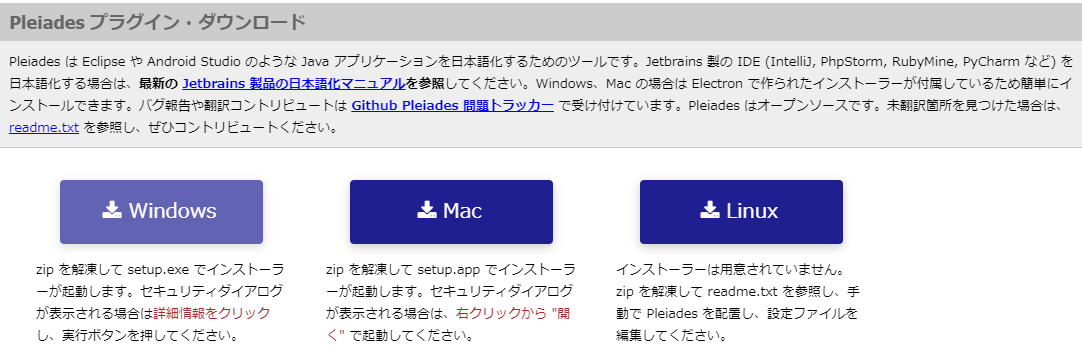 Pleiades プラグイン・ダウンロード
Pleiades は Eclipse や Android Studio のような Java アプリケーションを日本語化するためのツールです。Jetbrains 製の IDE (IntelliJ, PhpStorm, RubyMine, PyCharm など) を
日本語化する場合は、最新の Jetbrains 製品の日本語化マニュアルを参照してください。Windows、Mac の場合は Electron で作られたインストーラーが付属しているため簡単にイ
ンストールできます。バグ報告や翻訳コントリビュートは Github Pleiades 問題トラッカー で受け付けています。Pleiades はオープンソースです。未翻訳箇所を見つけた場合は、
readme.txt を参照し、ぜひコントリビュートください。
Windows
zip を解凍して setup.exe でインストーラ
ーが起動します。セキュリティダイアログ
が表示される場合は詳細情報をクリック
し、実行ボタンを押してください。
Mac
zip を解凍して setup.app でインストーラ
ーが起動します。セキュリティダイアログ
が表示される場合は、右クリックから "開
く" で起動してください。
Linux
インストーラーは用意されていません。
zip を解凍して readme.txt を参照し、手
動で Pleiades を配置し、設定ファイルを
編集してください。